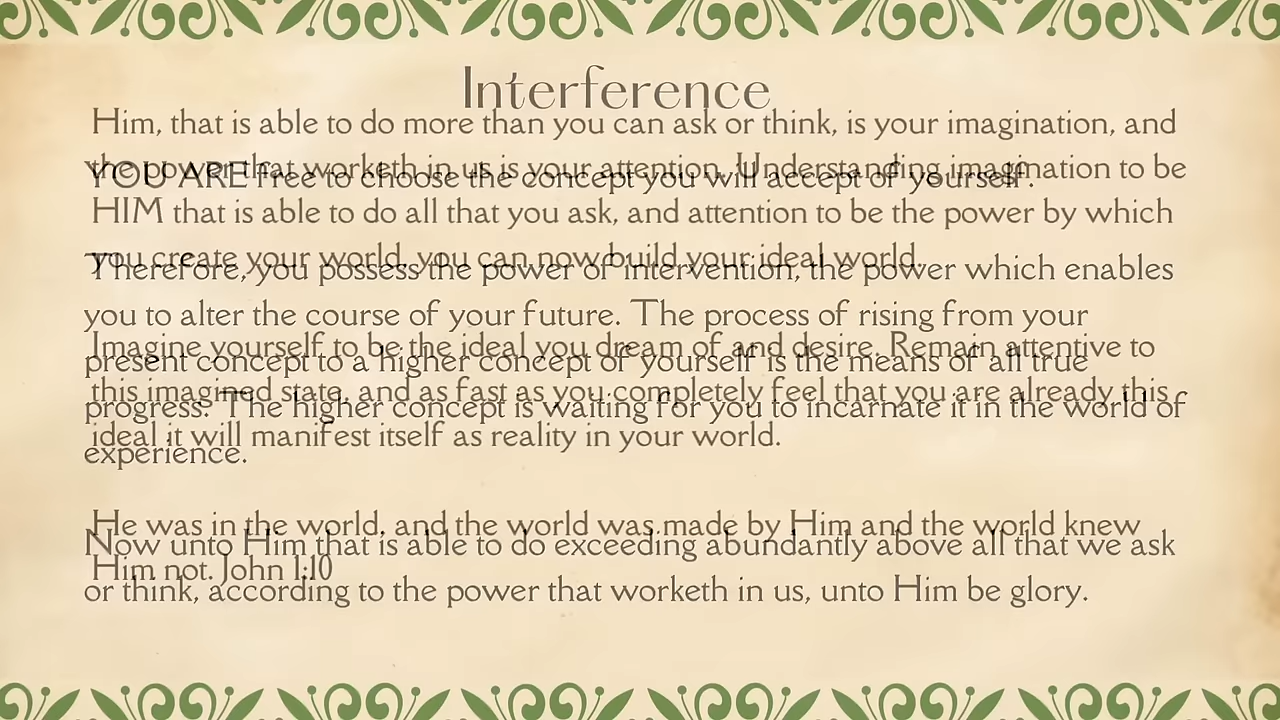 Interference
Him, that is able to do more than you can ask or think, is your imagination, and
the power that worketh in us is your attention. Understanding imagination to be
YOU ARE free to choose the concept you will accept of yourself.
HIM that is able to do all that you ask, and attention to be the power by which
you create your world, you can now build your ideal world.
Therefore, you possess the power of intervention, the power which enables
you to alter the course of your future. The process of rising from your
Imagine yourself to be the ideal you dream of and desire. Remain attentive to
present concept to a higher concept of yourself is the means of all true
this imagined state, and as fast as you completely feel that you are already this
progress. The higher concept is waiting for you to incarnate it in the world of
ideal it will manifest itself as reality in your world.
experience.
He was in the world, and the world was made by Him and the world knew
Now unto Him that is able to do exceeding abundantly above all that we ask
Him not. John 1:10
or think, according to the power that worketh in us, unto Him be glory.